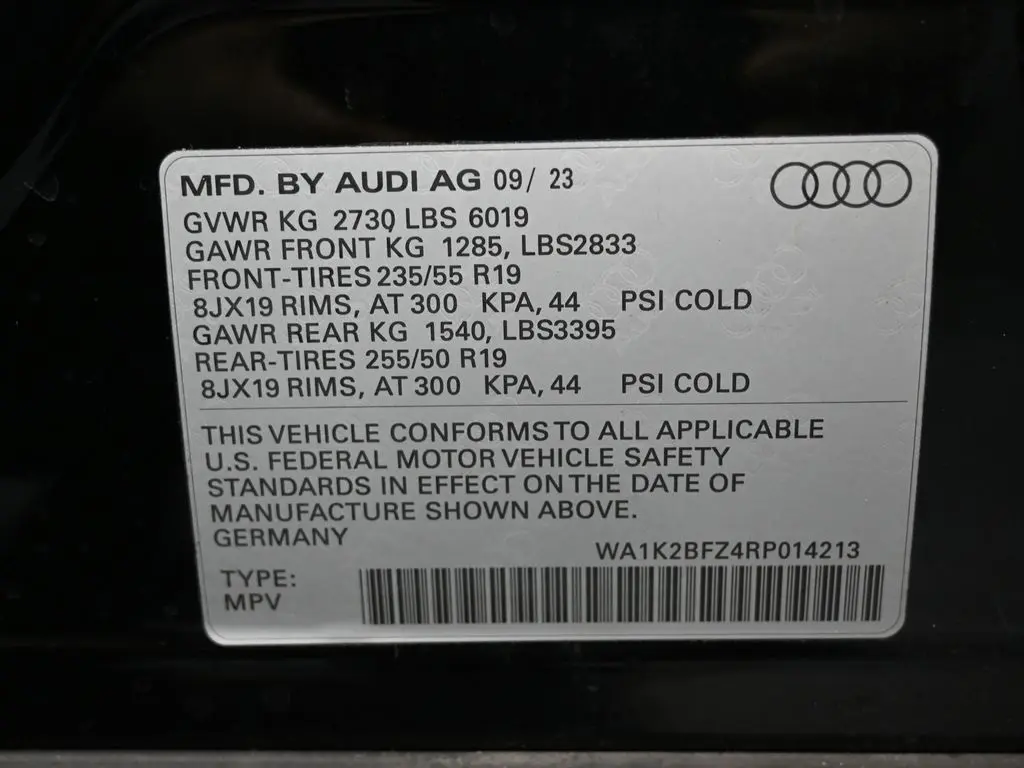 MFD. BY AUDI AG 09/ 23
GVWR KG 2730 LBS 6019
GAWR FRONT KG 1285, LBS2833
FRONT-TIRES 235/55 R19
8JX19 RIMS, AT 300 KPA, 44 PSI COLD
GAWR REAR KG 1540, LBS3395
REAR-TIRES 255/50 R19
8JX19 RIMS, AT 300 KPA, 44 PSI COLD
THIS VEHICLE CONFORMS TO ALL APPLICABLE
U.S. FEDERAL MOTOR VEHICLE SAFETY
STANDARDS IN EFFECT ON THE DATE OF
MANUFACTURE SHOWN ABOVE.
GERMANY
WA1K2BFZ4RP014213
TYPE:
MPV